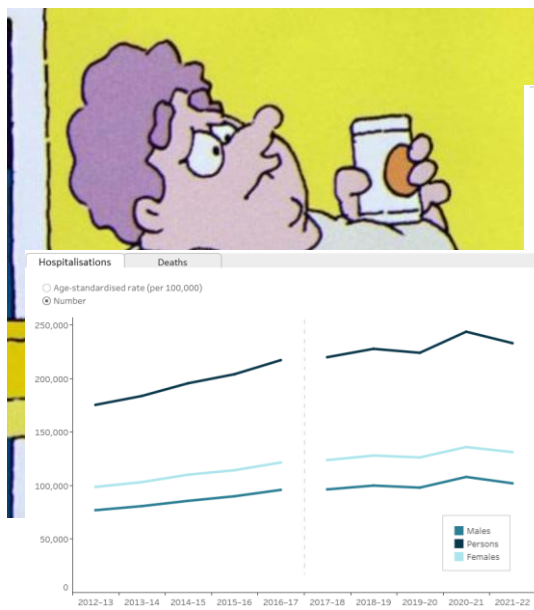 Hospitalisations Deaths
Age-standardised rate (per 100,000)
Number
250,000
200,000
150,000
100,000
50,000
0
Males
Persons
Females
2012–13 2013–14 2014–15 2015–16 2016–17 2017–18 2018–19 2019–20 2020–21 2021–22